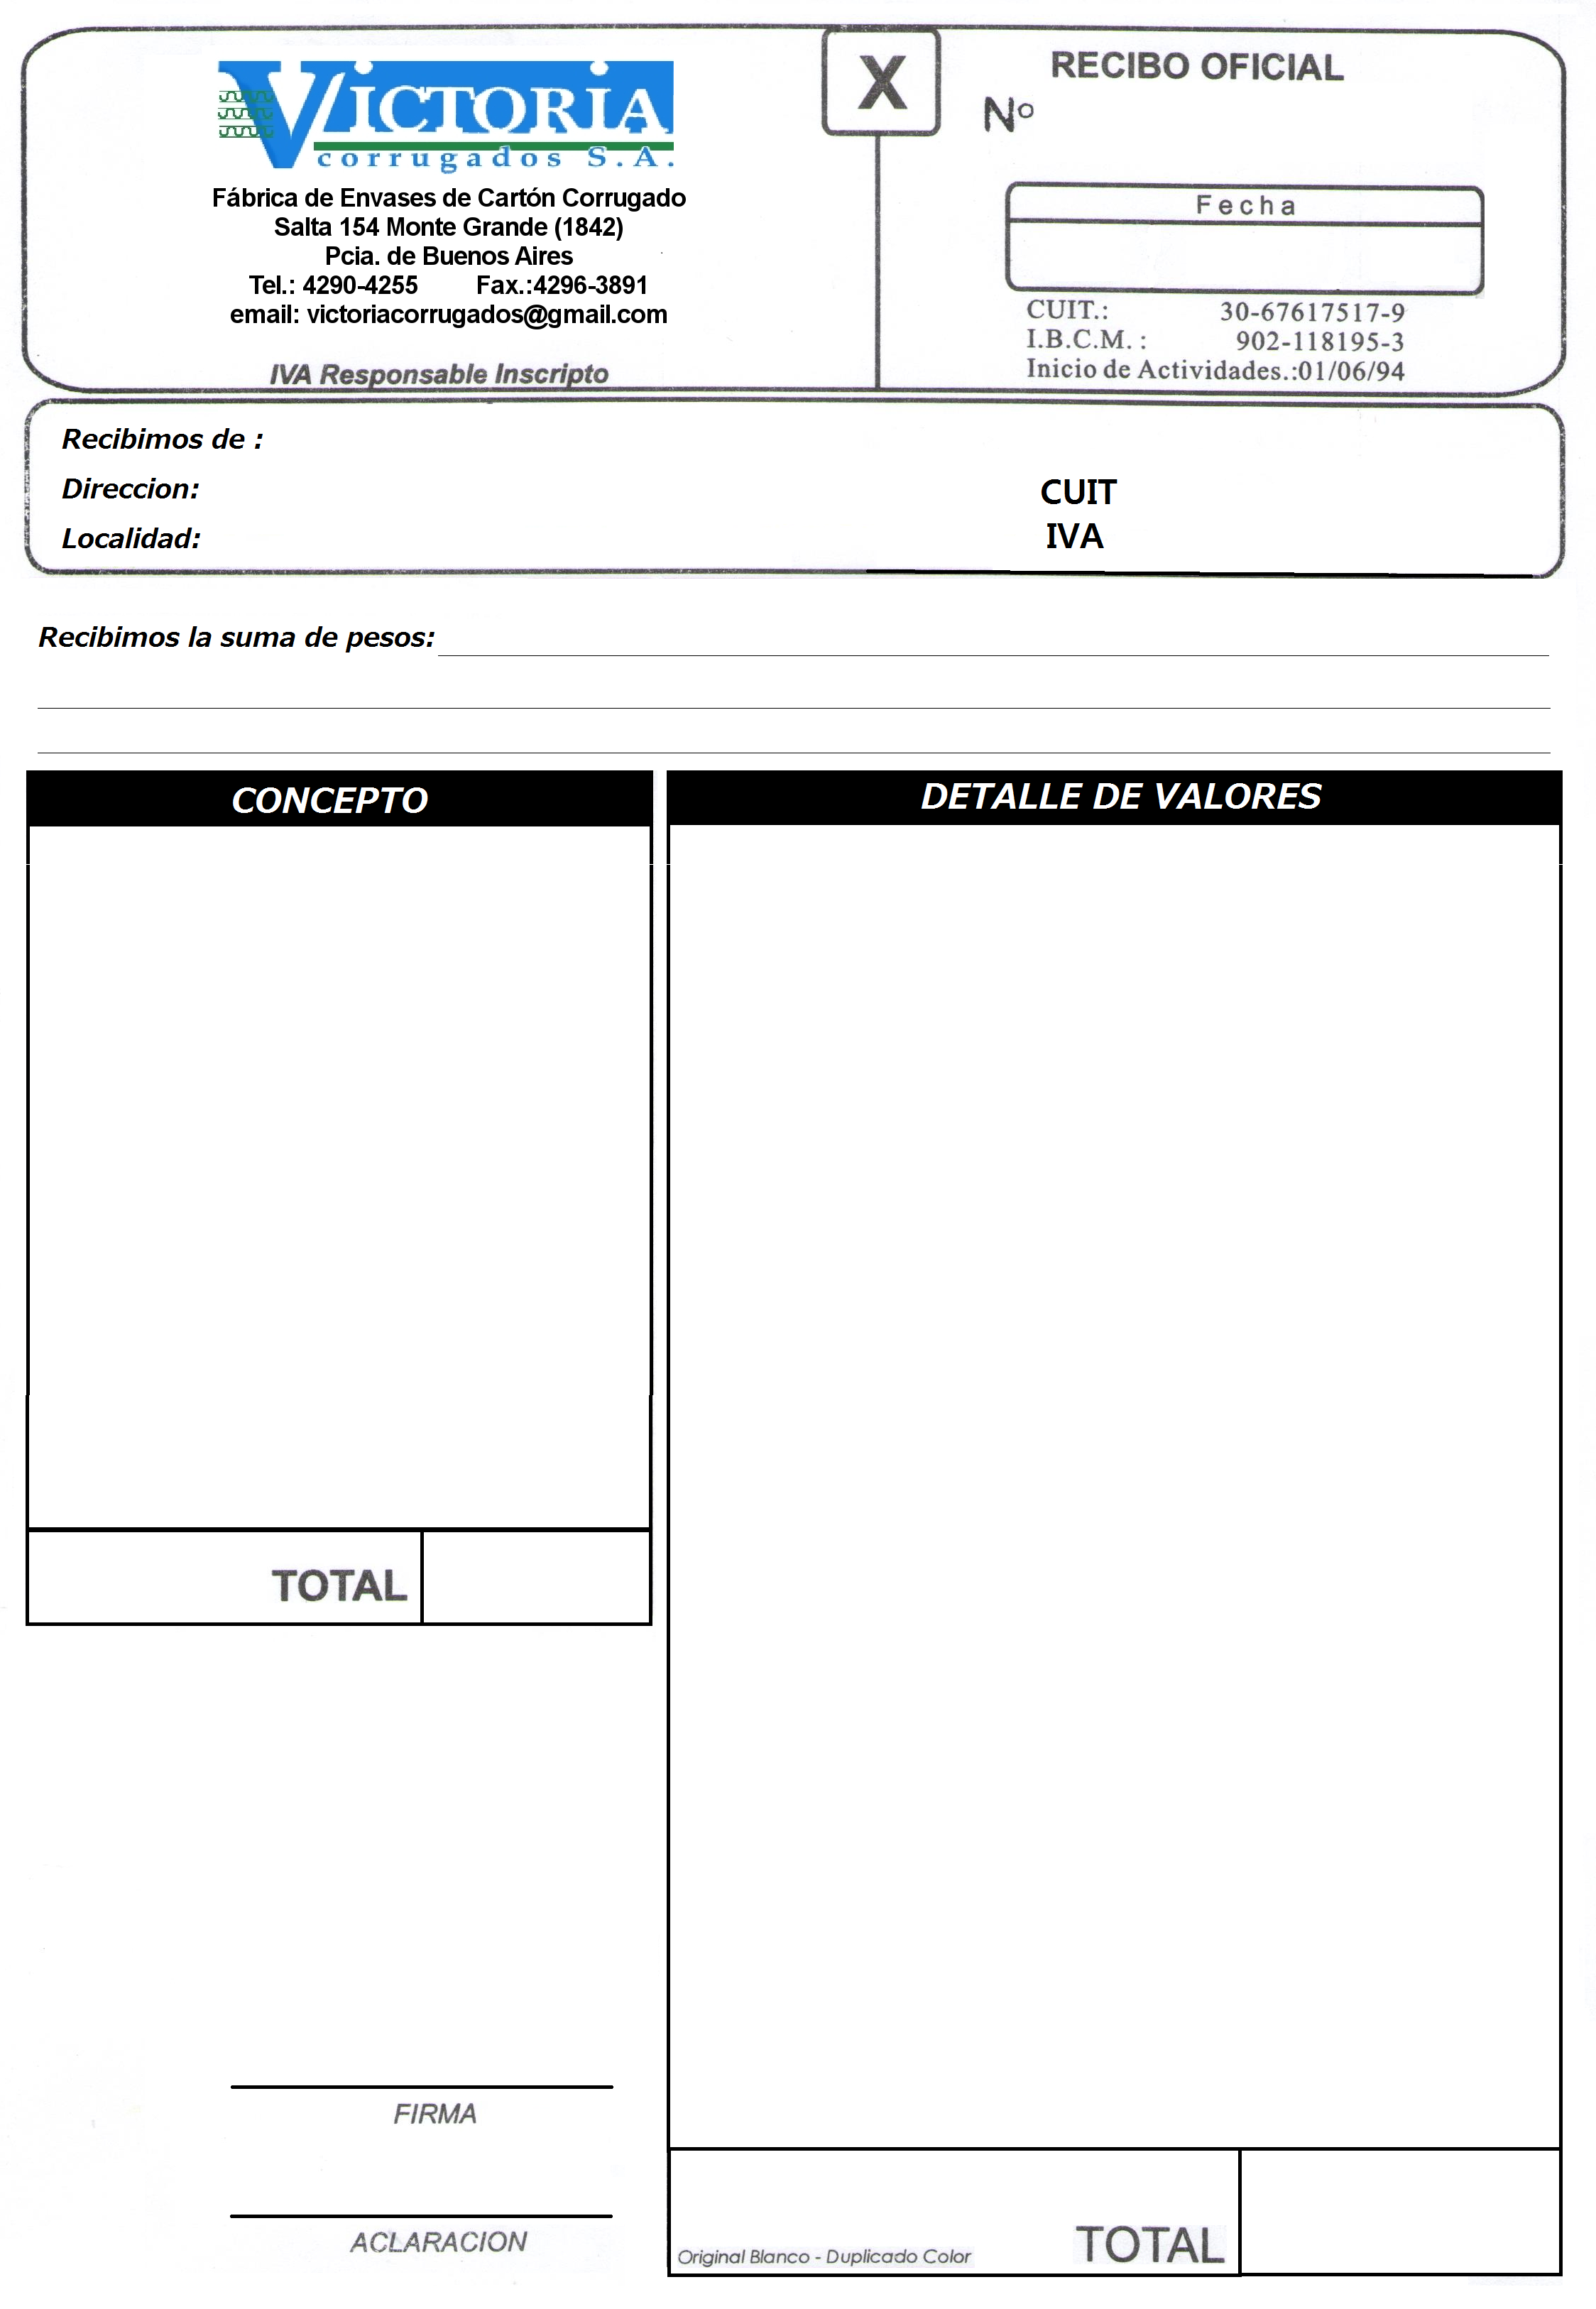 VICTORIA
corrugados S.A.
Fábrica de Envases de Cartón Corrugado
Salta 154 Monte Grande (1842)
Pcia. de Buenos Aires
Tel.: 4290-4255 Fax.:4296-3891
email: victoriacorrugados@gmail.com
IVA Responsable Inscripto
X
RECIBO OFICIAL
Nº
Fecha
CUIT.: 30-67617517-9
I.B.C.M. : 902-118195-3
Inicio de Actividades.:01/06/94
Recibimos de :
Direccion:
CUIT
Localidad:
IVA
Recibimos la suma de pesos:
CONCEPTO
DETALLE DE VALORES
TOTAL
FIRMA
ACLARACION
Original Blanco - Duplicado Color
TOTAL